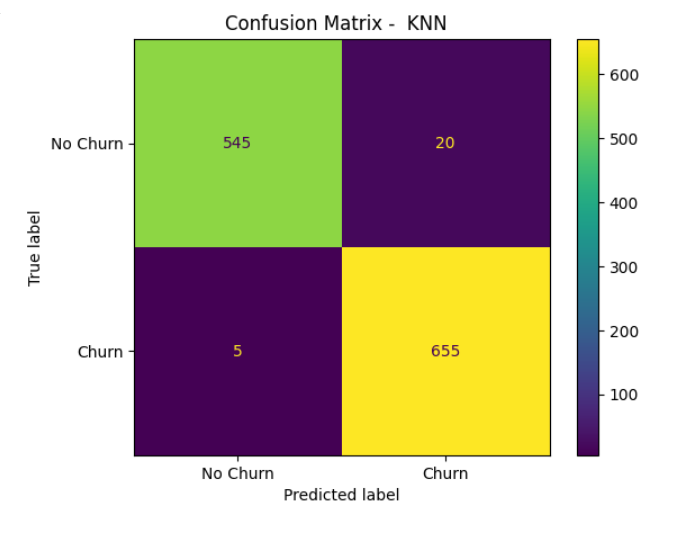 Confusion Matrix -  KNN
No Churn
545
20
Churn
5
655
No Churn
Churn
Predicted label
True label
600
500
400
300
200
100